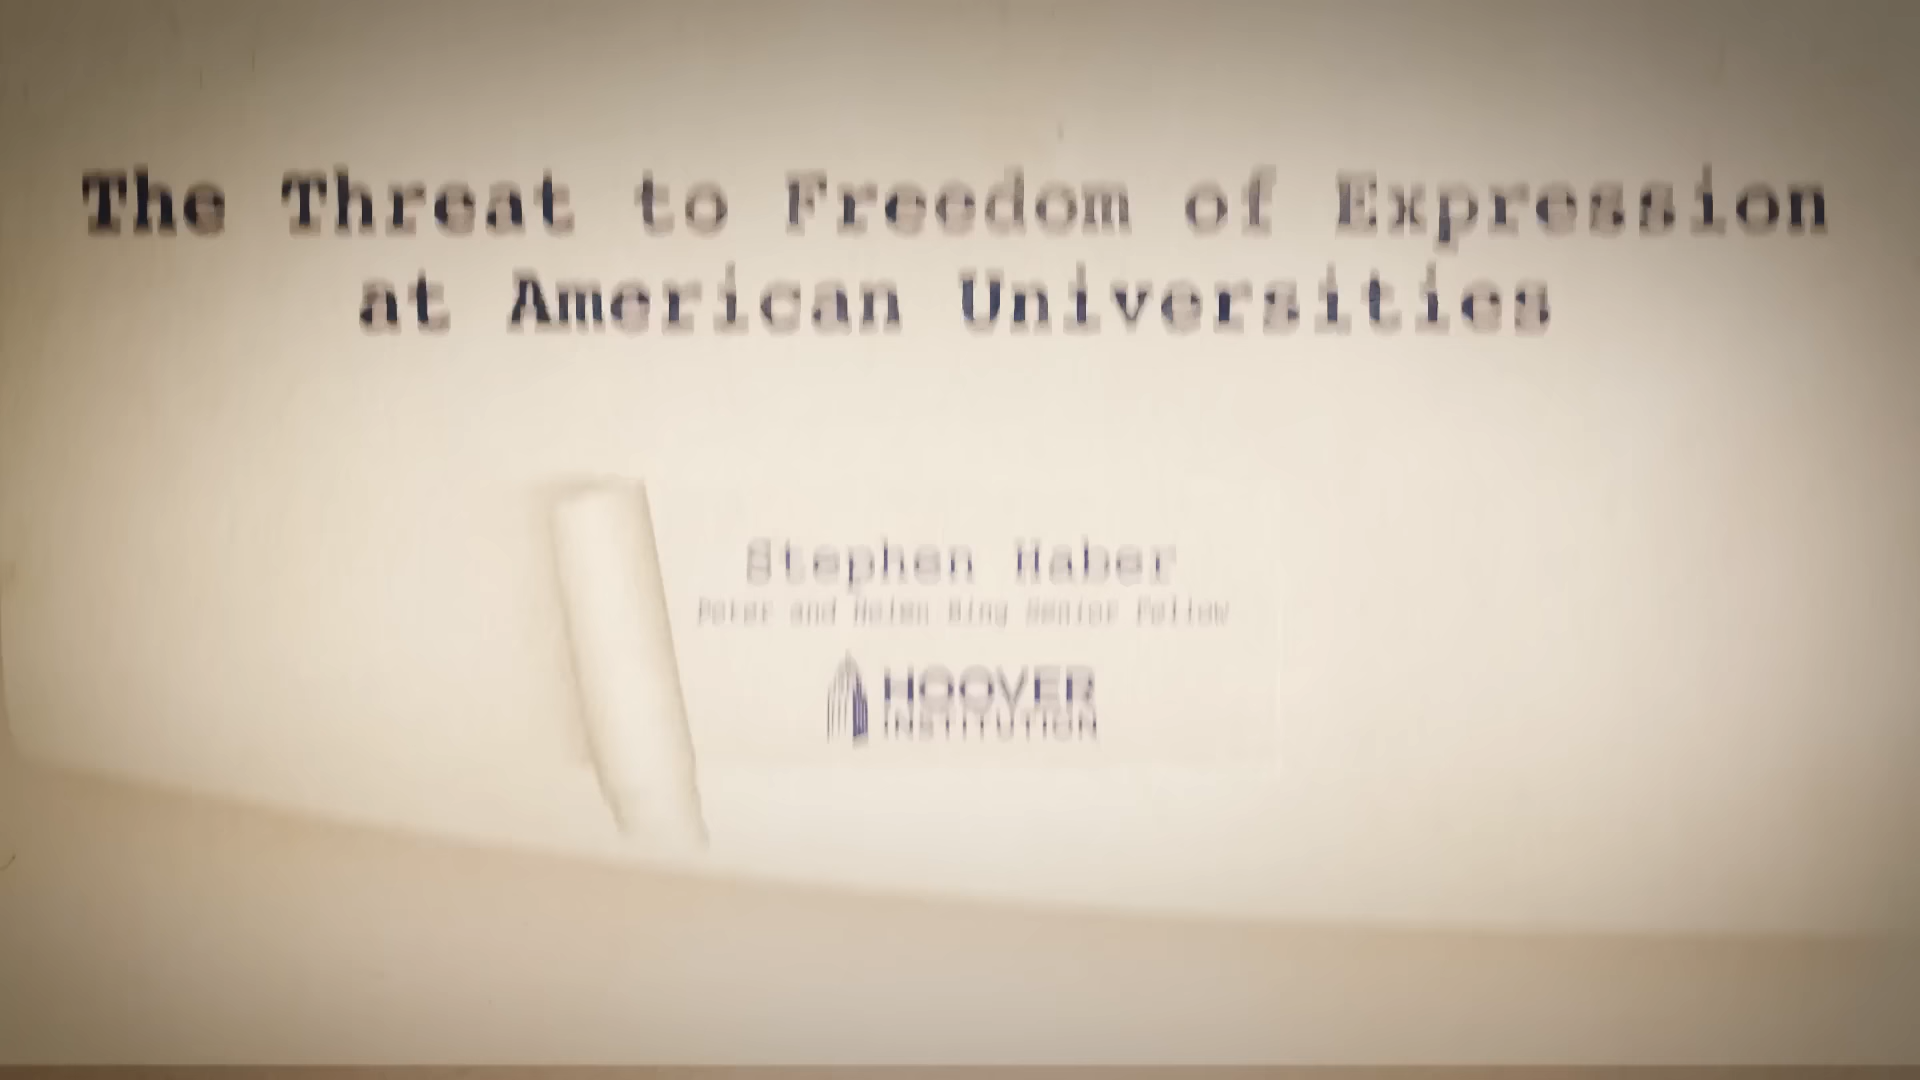 The Threat to Freedom of Expression
at American Universities
Stephen Haber
Peter and Helen Bing Senior Fellow
HOOVER
INSTITUTION